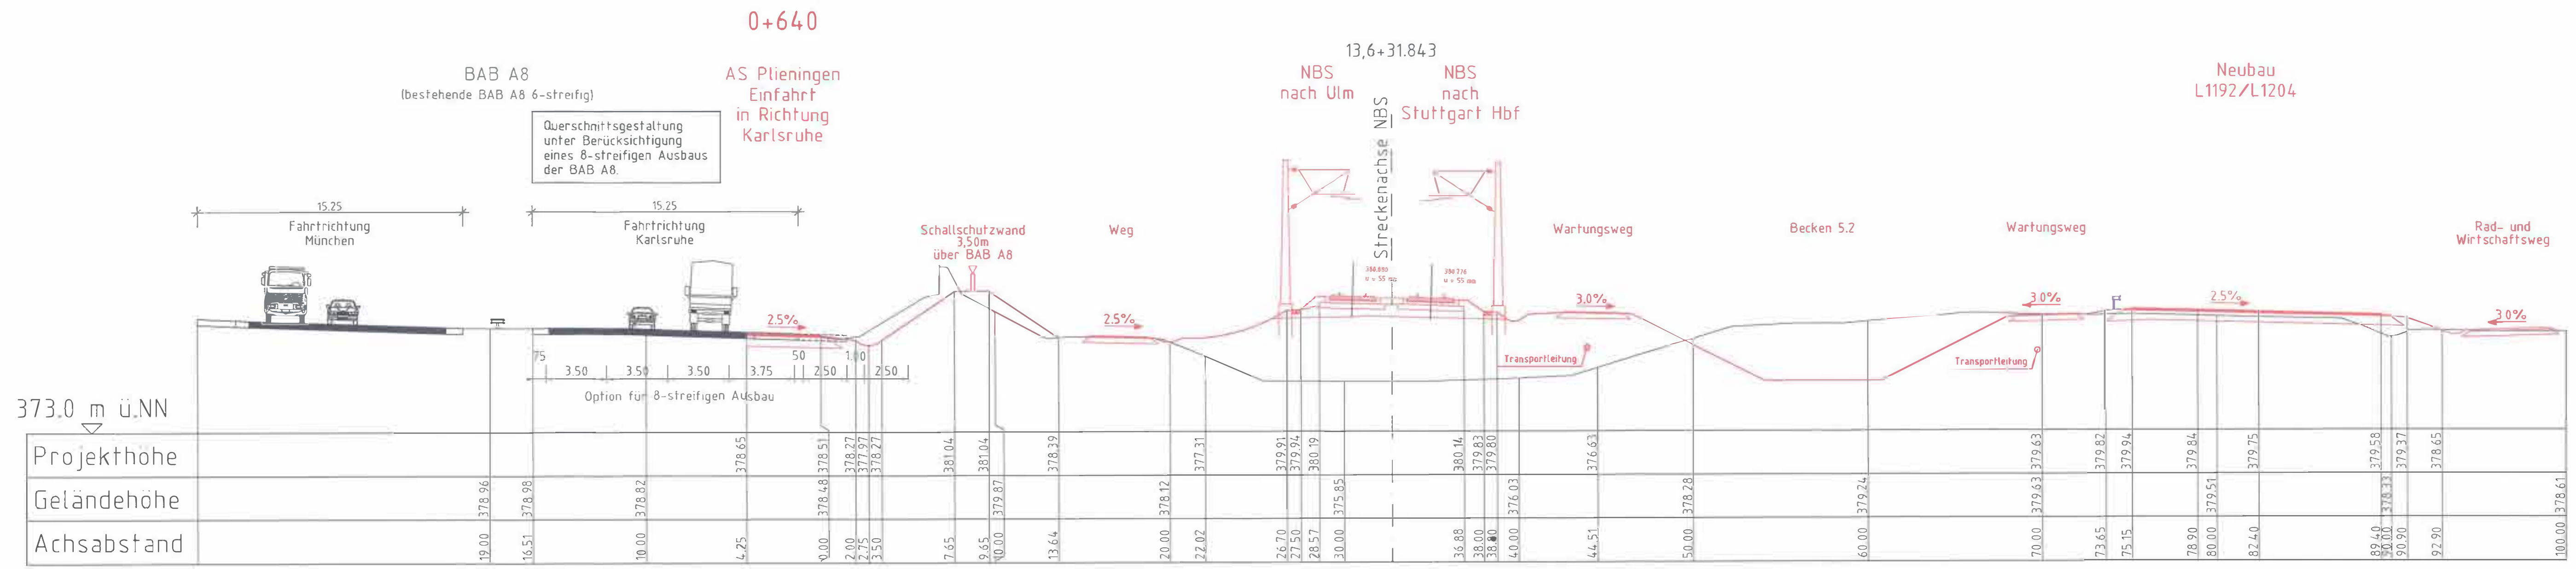 0+640
13,6+31.843
BAB A8
(bestehende BAB A8 6-streifig)
AS Plieningen
Einfahrt
in Richtung
Karlsruhe
NBS
nach Ulm
Streckenachse NBS
NBS
nach
Stuttgart Hbf
Neubau
L1192/L1204
Querschnittsgestaltung
unter Berücksichtigung
eines 8-streifigen Ausbaus
der BAB A8.
15.25
Fahrtrichtung
München
15.25
Fahrtrichtung
Karlsruhe
Schallschutzwand
3,50m
über BAB A8
Weg
Wartungsweg
Becken 5.2
Wartungsweg
Rad- und
Wirtschaftsweg
u = 55 mm
u = 55 mm
2.5%
2.5%
3,0%
3.0%
2.5%
3.0%
Transportleitung
Transportleitung
75
50
1.00
3.50
3.50
3.50
3.75
2.50
2.50
Option für 8-streifigen Ausbau
373.0 m ü.NN
Projekthöhe
378.65
378.51
378.27
377.97
378.27
381.04
381.04
378.39
377.31
379.91
379.94
380.19
380.14
379.83
379.80
376.63
379.63
379.82
379.94
379.84
379.75
379.58
379.37
378.65
Geländehöhe
378.96
378.98
378.82
378.48
379.87
378.12
375.85
376.03
378.28
379.24
379.63
379.51
378.33
378.61
Achsabstand
19.00
16.51
10.00
4.25
0.00
2.00
2.75
3.50
7.65
9.65
10.00
13.64
20.00
22.02
26.70
27.50
28.57
30.00
36.88
38.00
38.80
40.00
44.51
50.00
60.00
70.00
73.65
75.15
78.90
80.00
82.40
89.40
90.00
90.90
92.90
100.00